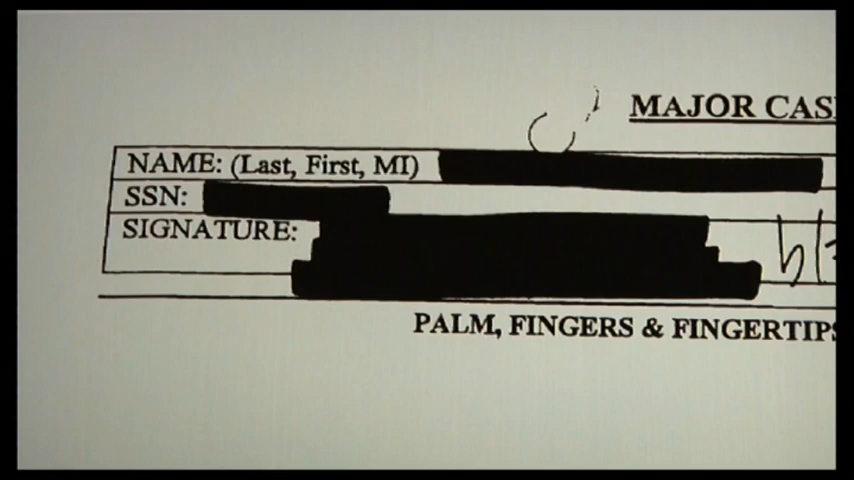 MAJOR CAS
NAME: (Last, First, MI)
SSN:
SIGNATURE:
PALM, FINGERS & FINGERTIPS